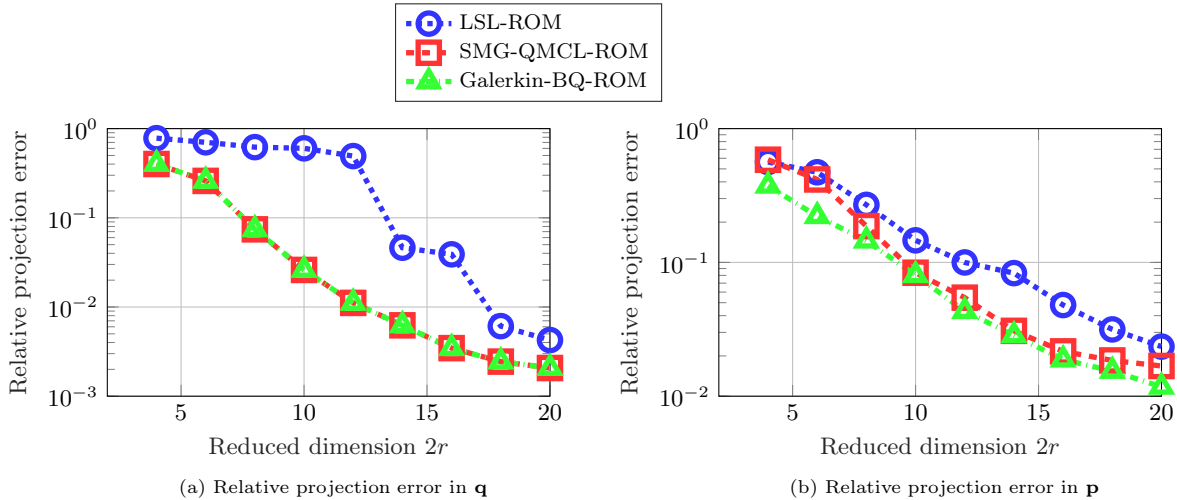 LSL-ROM
SMG-QMCL-ROM
Galerkin-BQ-ROM
Relative projection error
10^0
10^{-1}
10^{-2}
10^{-3}
5 10 15 20
Reduced dimension 2r
(a) Relative projection error in q
Relative projection error
10^0
10^{-1}
10^{-2}
5 10 15 20
Reduced dimension 2r
(b) Relative projection error in p